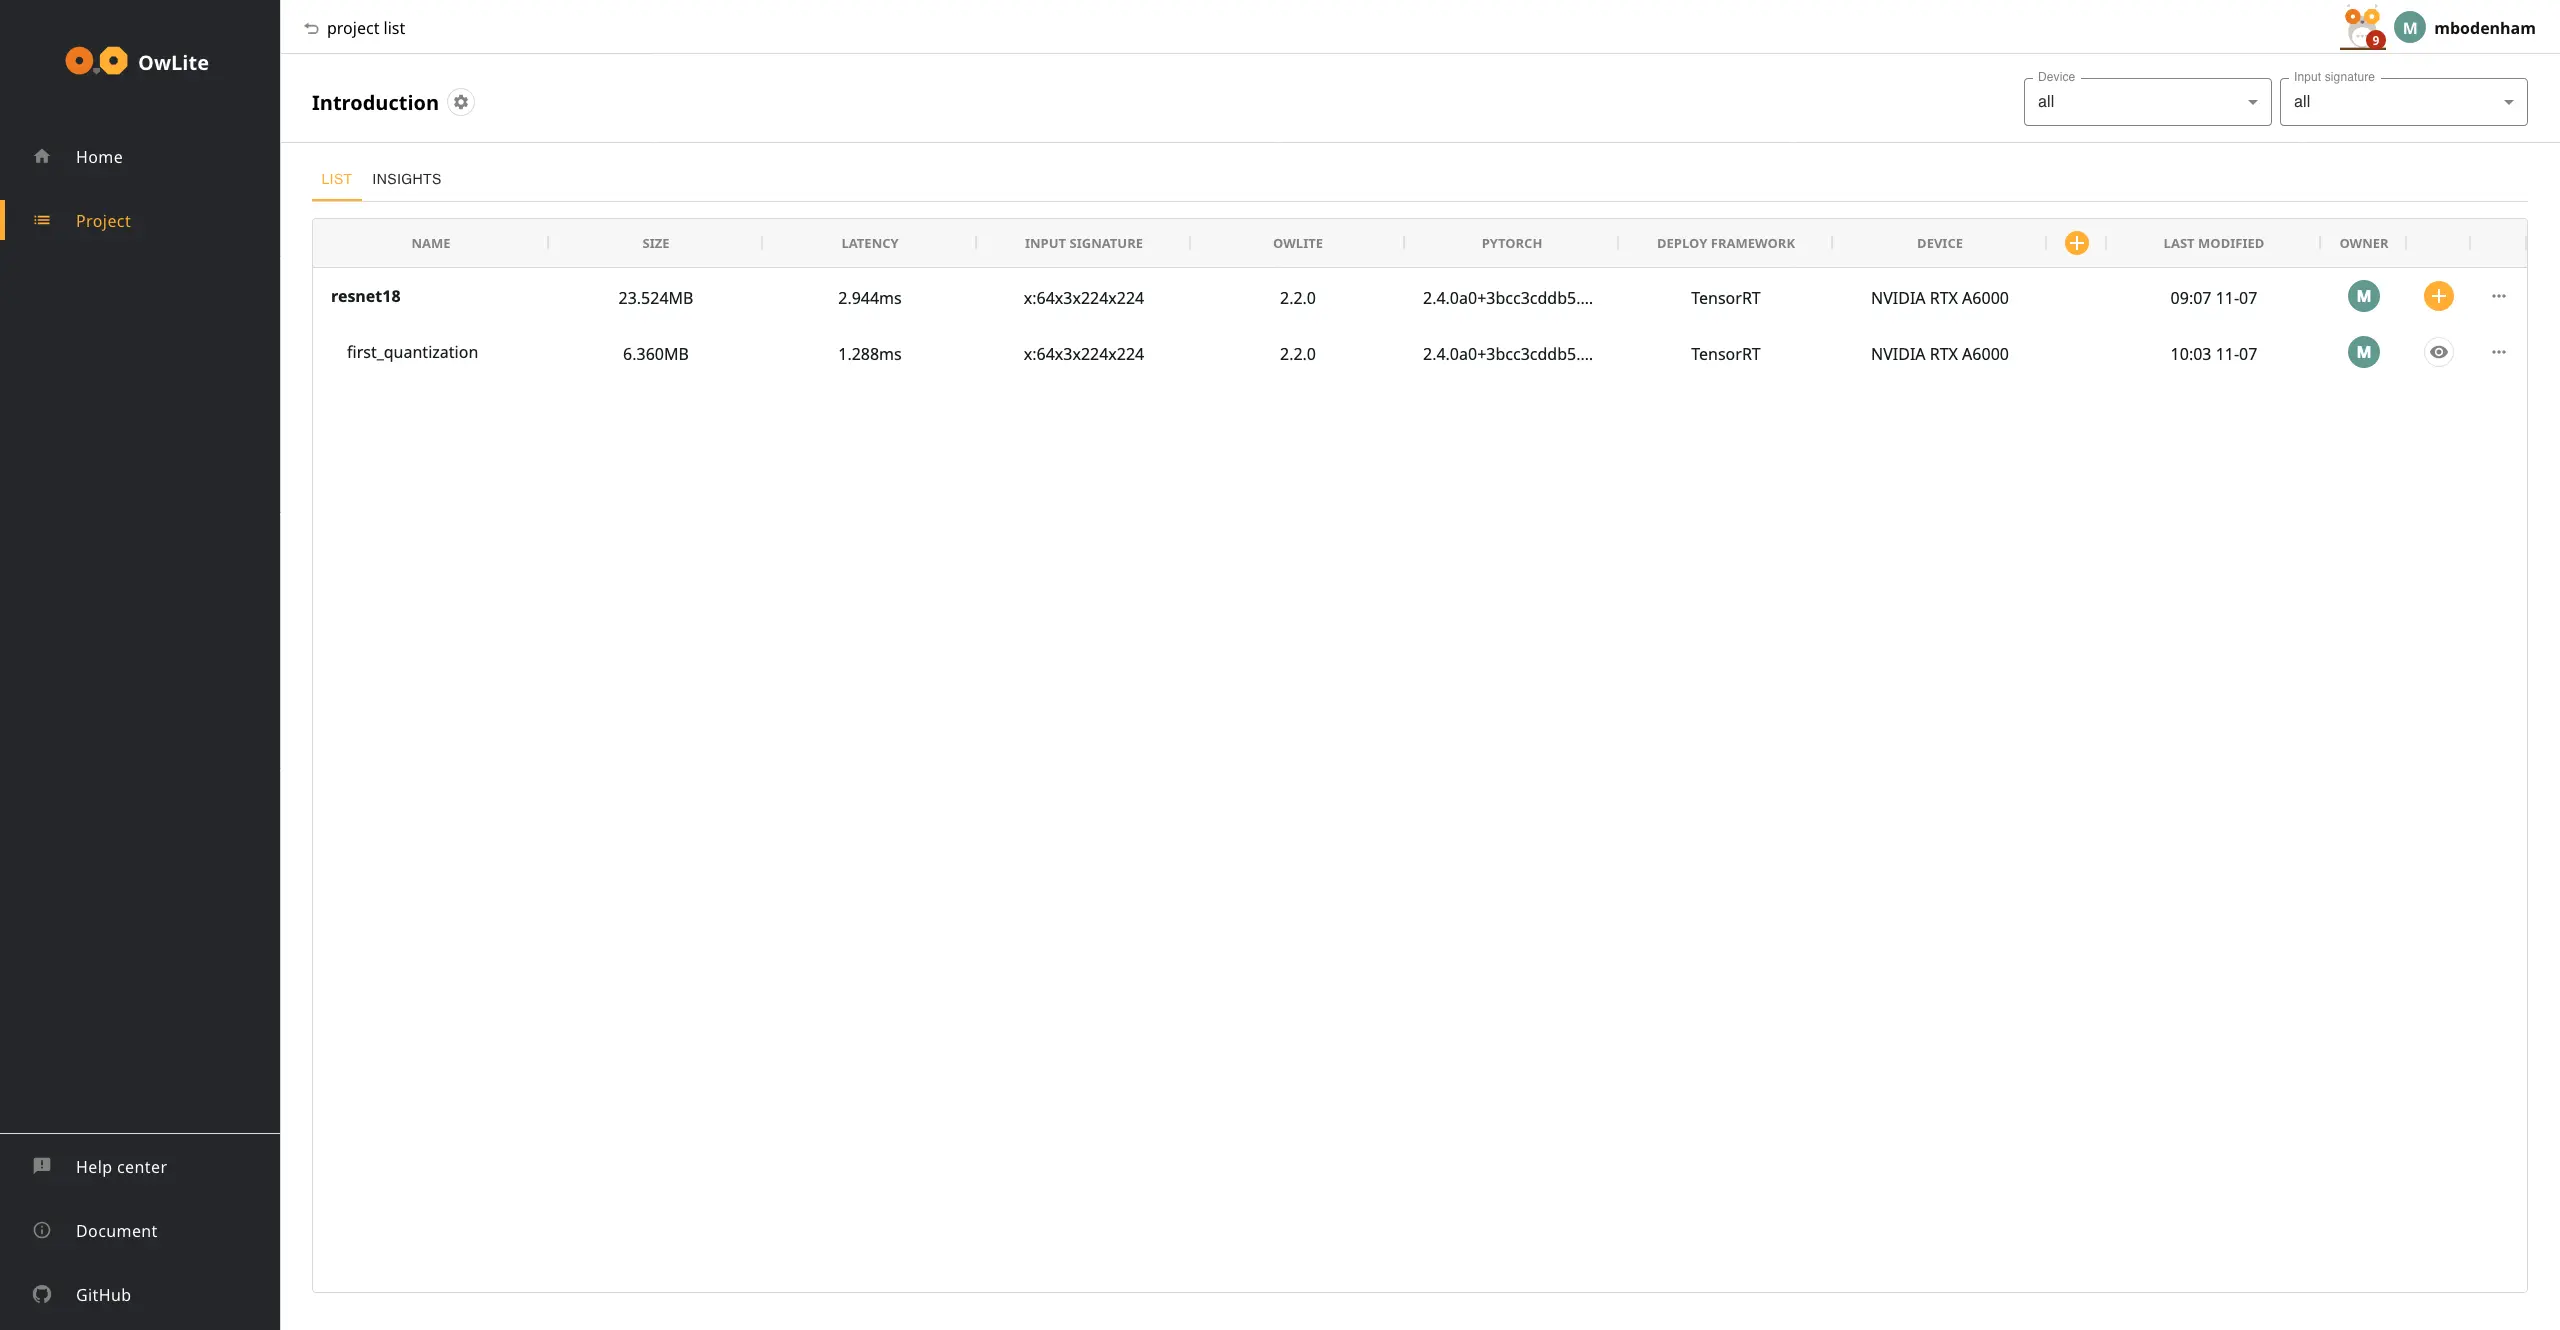 OwLite
Home
Project
Help center
Document
GitHub
project list
9
M
mbodenham
Introduction
Device
all
Input signature
all
LIST
INSIGHTS
NAME SIZE LATENCY INPUT SIGNATURE OWLITE PYTORCH DEPLOY FRAMEWORK DEVICE LAST MODIFIED OWNER
resnet18 23.524MB 2.944ms x:64x3x224x224 2.2.0 2.4.0a0+3bcc3cddb5.... TensorRT NVIDIA RTX A6000 09:07 11-07 M
first_quantization 6.360MB 1.288ms x:64x3x224x224 2.2.0 2.4.0a0+3bcc3cddb5.... TensorRT NVIDIA RTX A6000 10:03 11-07 M